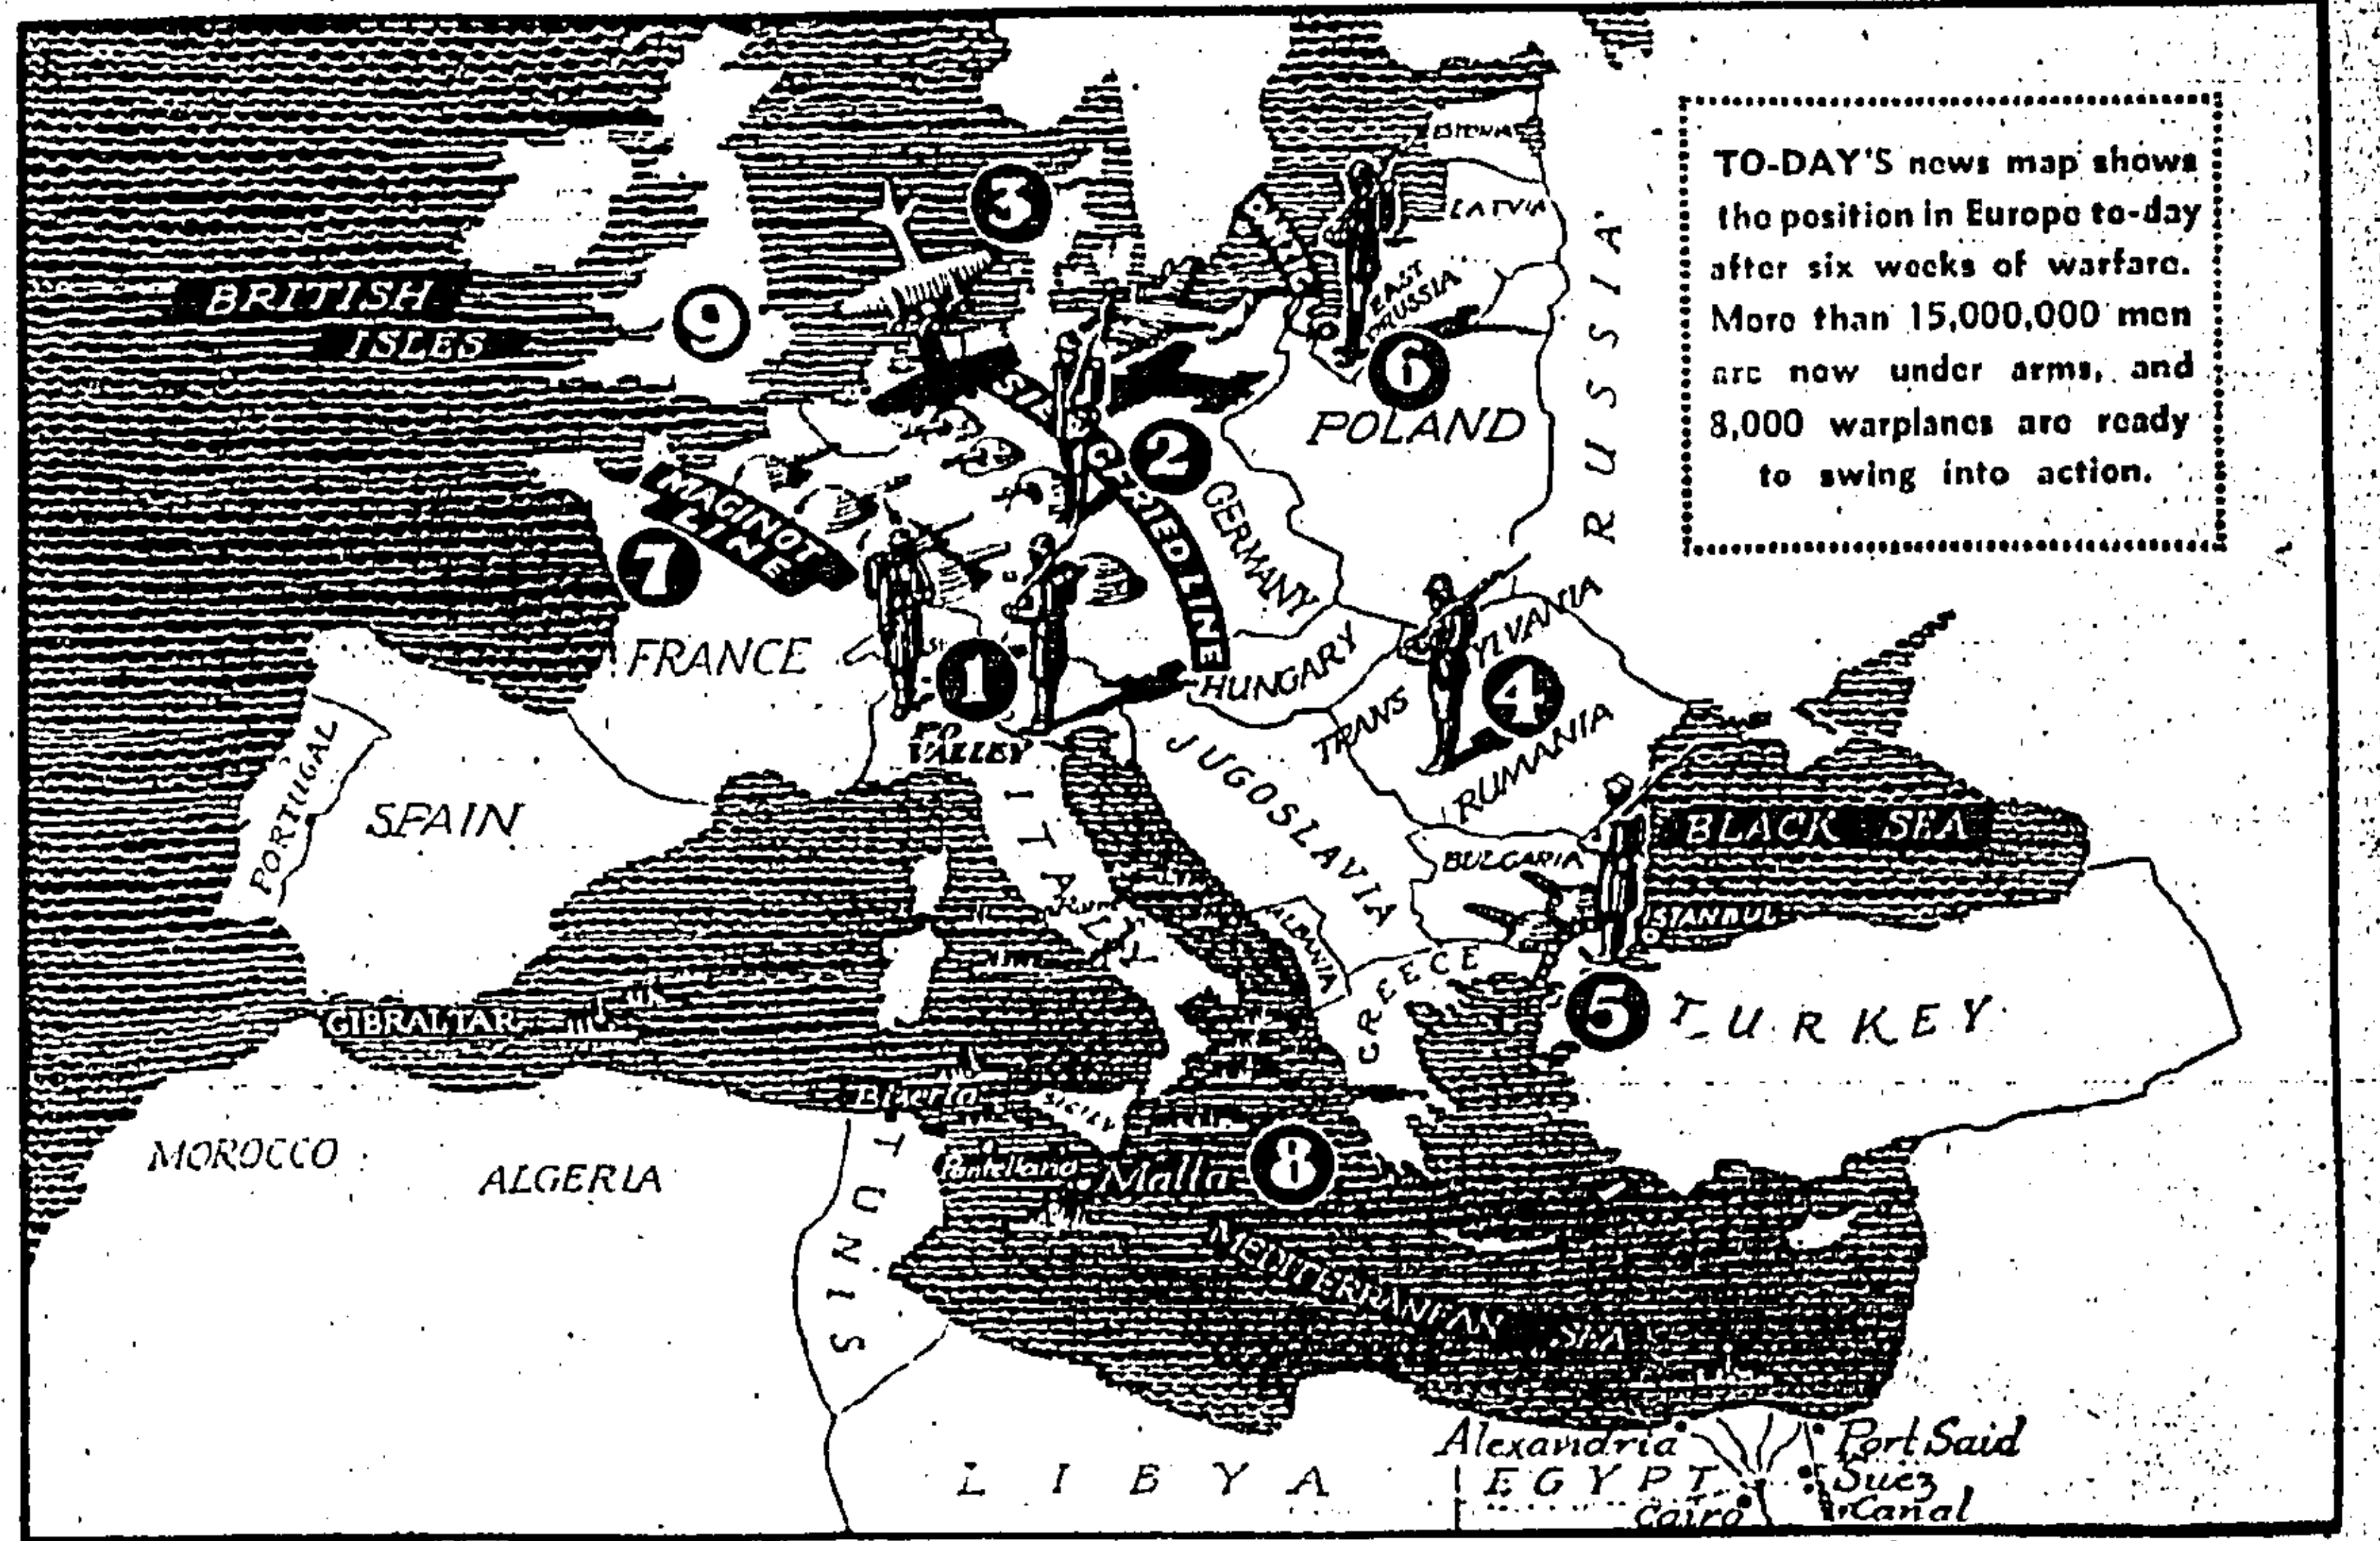 TO-DAY'S news map shows
the position in Europe to-day
after six weeks of warfare.
More than 15,000,000 men
are now under arms, and
8,000 warplanes are ready
to swing into action.
BRITISH
ISLES
9
3
BALTIC
LATVIA
EAST
PRUSSIA
6
POLAND
RUSSIA
SIEGFRIED LINE
2
GERMANY
MAGINOT
LINE
7
FRANCE
1
PO
VALLEY
HUNGARY
TRANS
YLVANIA
4
RUMANIA
JUGOSLAVIA
PORTUGAL
SPAIN
ITALY
BULGARIA
BLACK SEA
ISTANBUL
ALBANIA
GREECE
5
TURKEY
GIBRALTAR
Biserta
SICILY
MOROCCO
ALGERIA
TUNIS
Malta
8
MEDITERRANEAN SEA
LIBYA
Alexandria
EGYPT
Cairo
Port Said
Suez
Canal